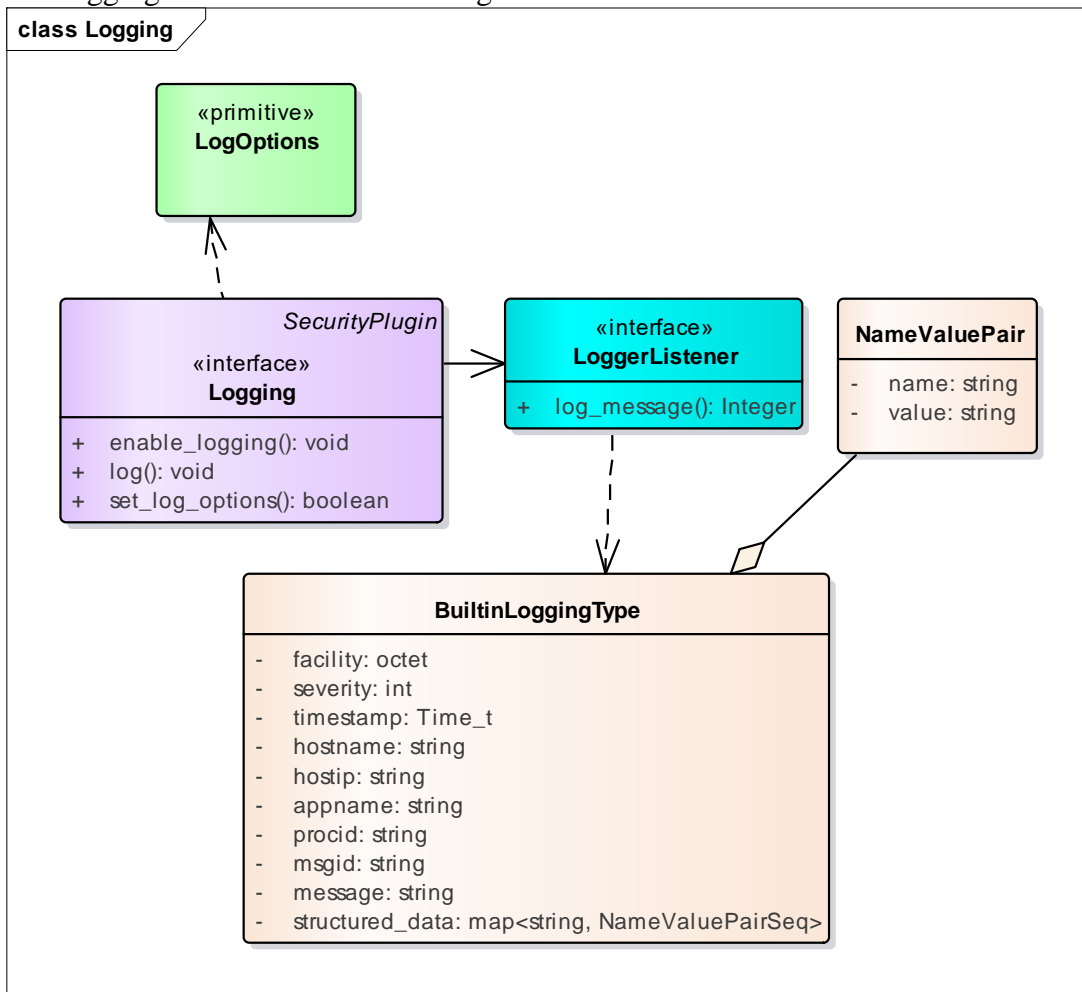 class Logging
«primitive»
LogOptions
SecurityPlugin
«interface»
Logging
+ enable_logging(): void
+ log(): void
+ set_log_options(): boolean
«interface»
LoggerListener
+ log_message(): Integer
NameValuePair
- name: string
- value: string
BuiltinLoggingType
- facility: octet
- severity: int
- timestamp: Time_t
- hostname: string
- hostip: string
- appname: string
- procid: string
- msgid: string
- message: string
- structured_data: map<string, NameValuePairSeq>